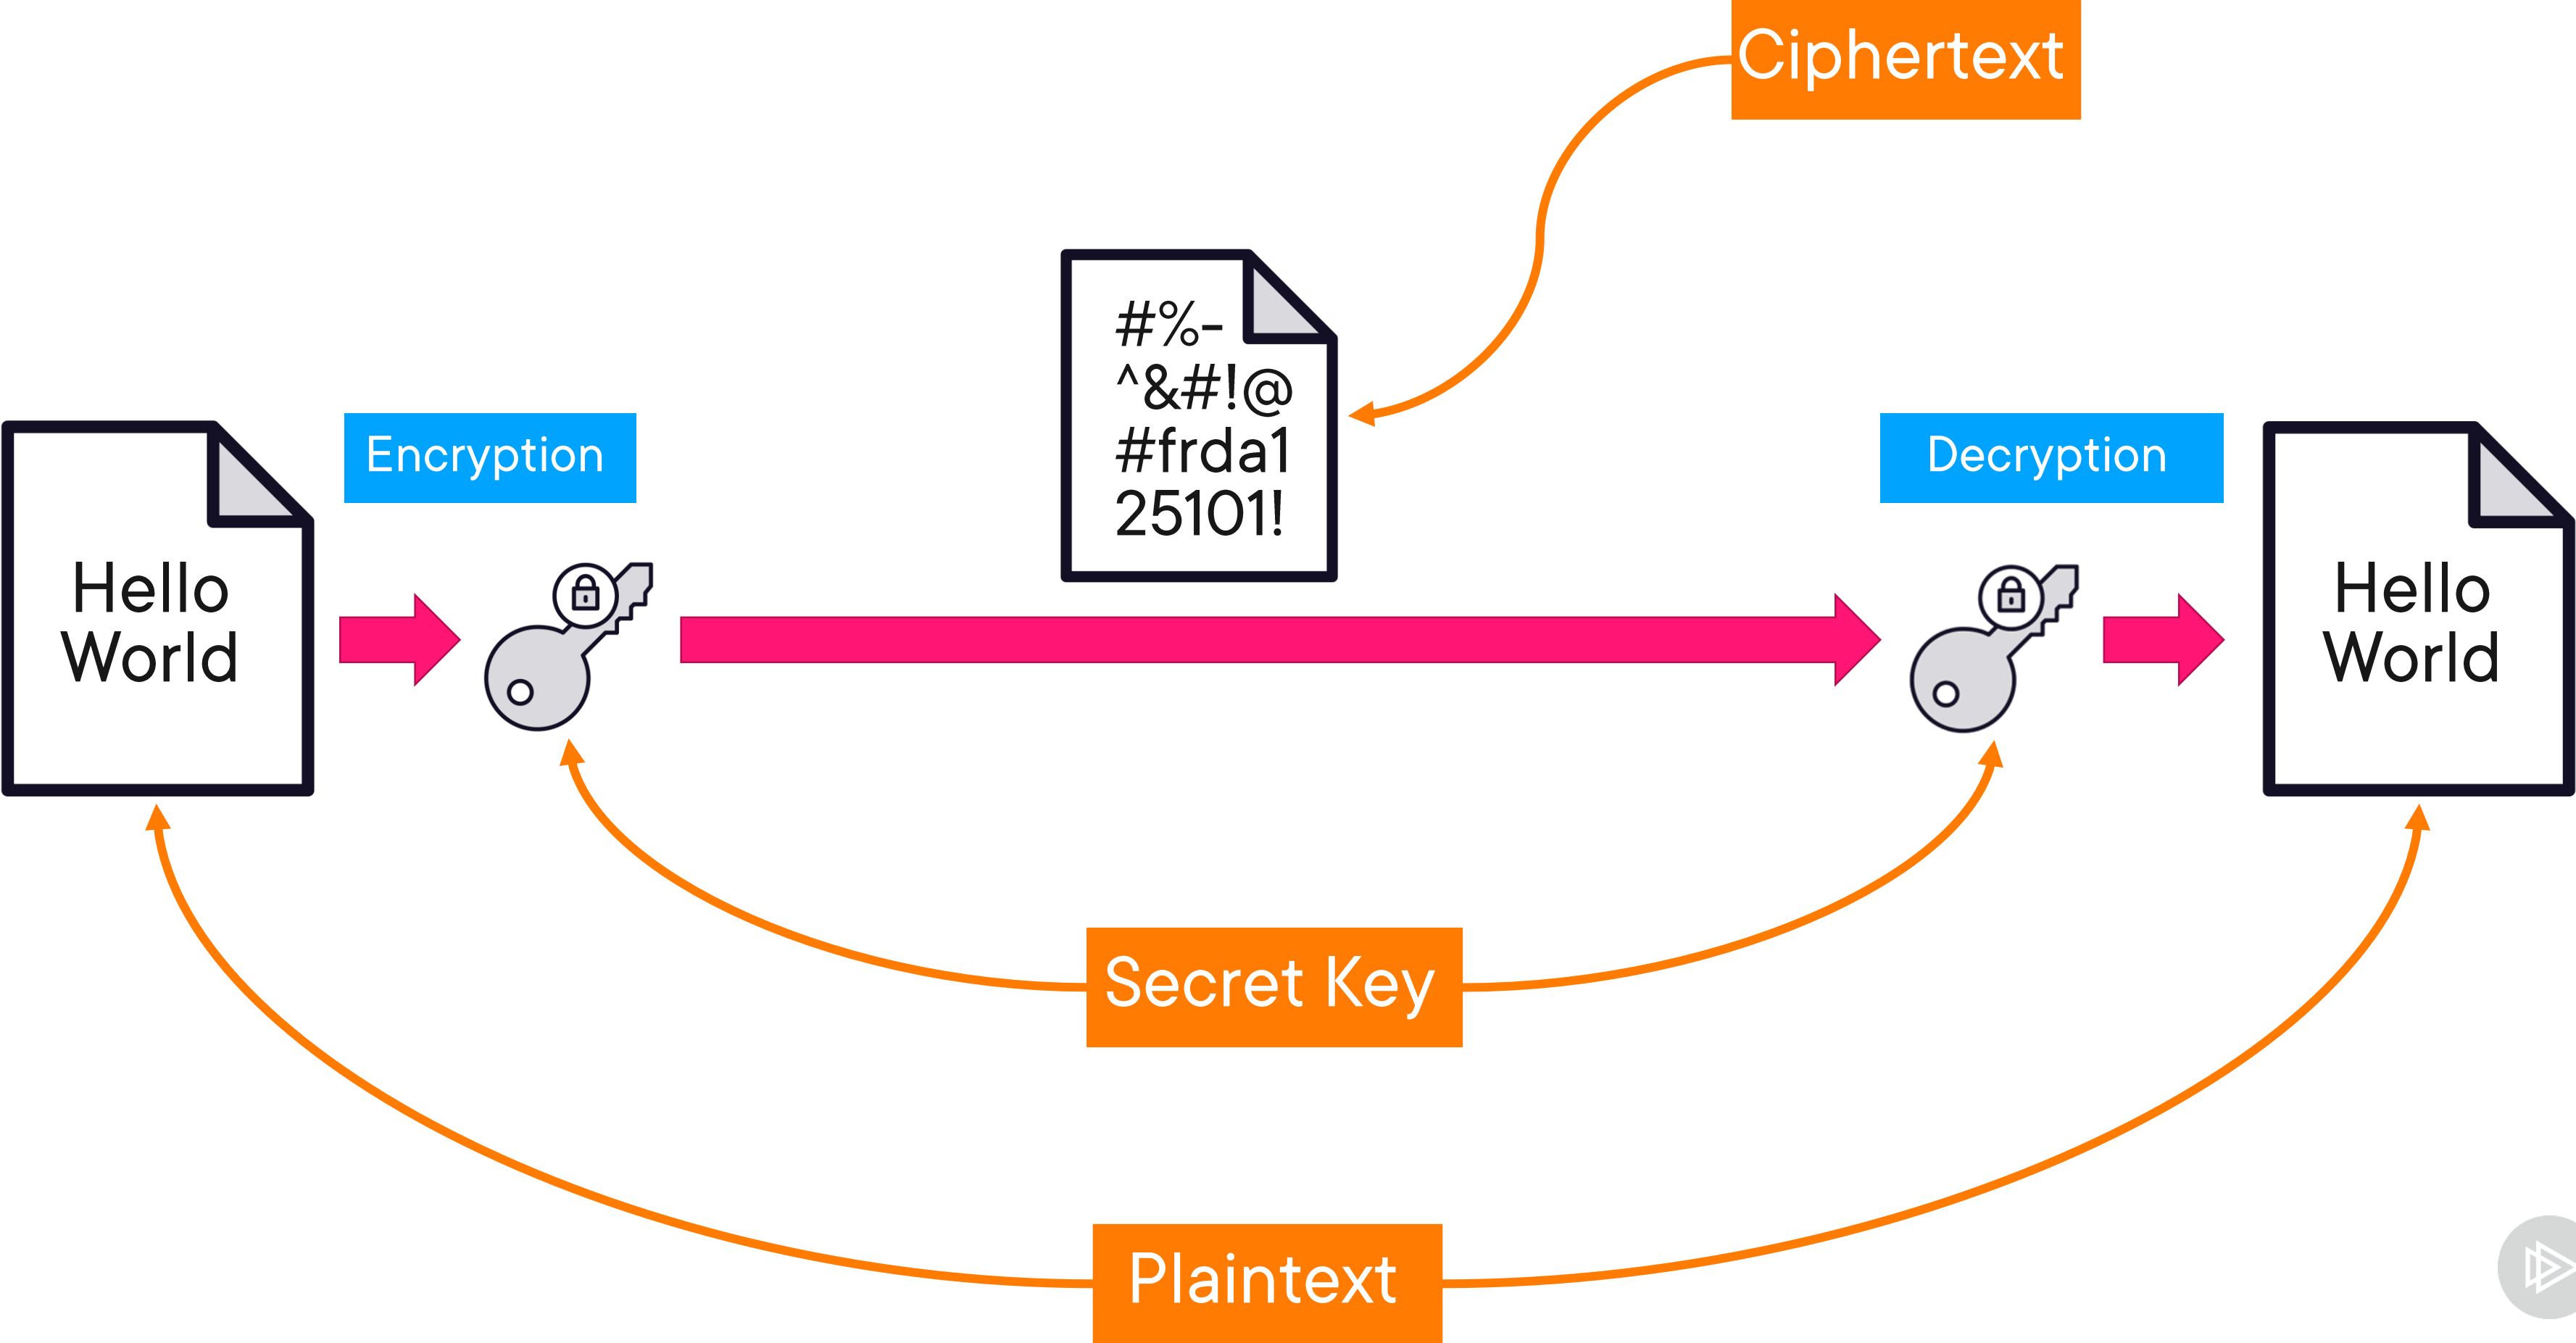 Ciphertext
#%-
^&#!@
#frda1
25101!
Encryption
Decryption
Hello
World
Hello
World
Secret Key
Plaintext